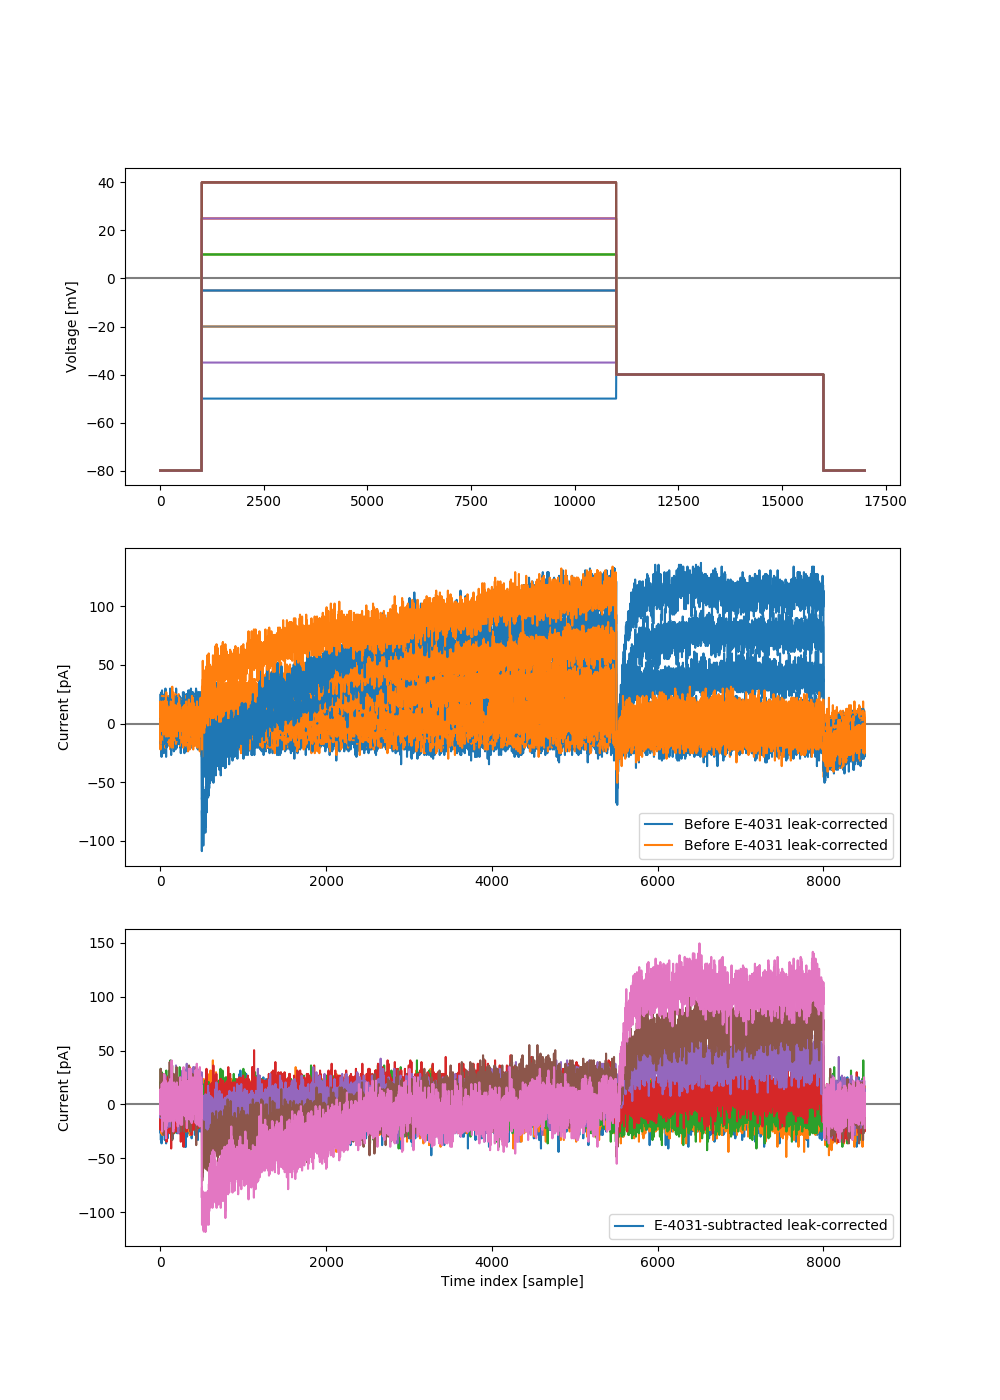 40
20
0
−20
−40
−60
−80
Voltage [mV]
0 2500 5000 7500 10000 12500 15000 17500
100
50
0
−50
−100
Current [pA]
Before E-4031 leak-corrected
Before E-4031 leak-corrected
0 2000 4000 6000 8000
150
100
50
0
−50
−100
Current [pA]
E-4031-subtracted leak-corrected
0 2000 4000 6000 8000
Time index [sample]